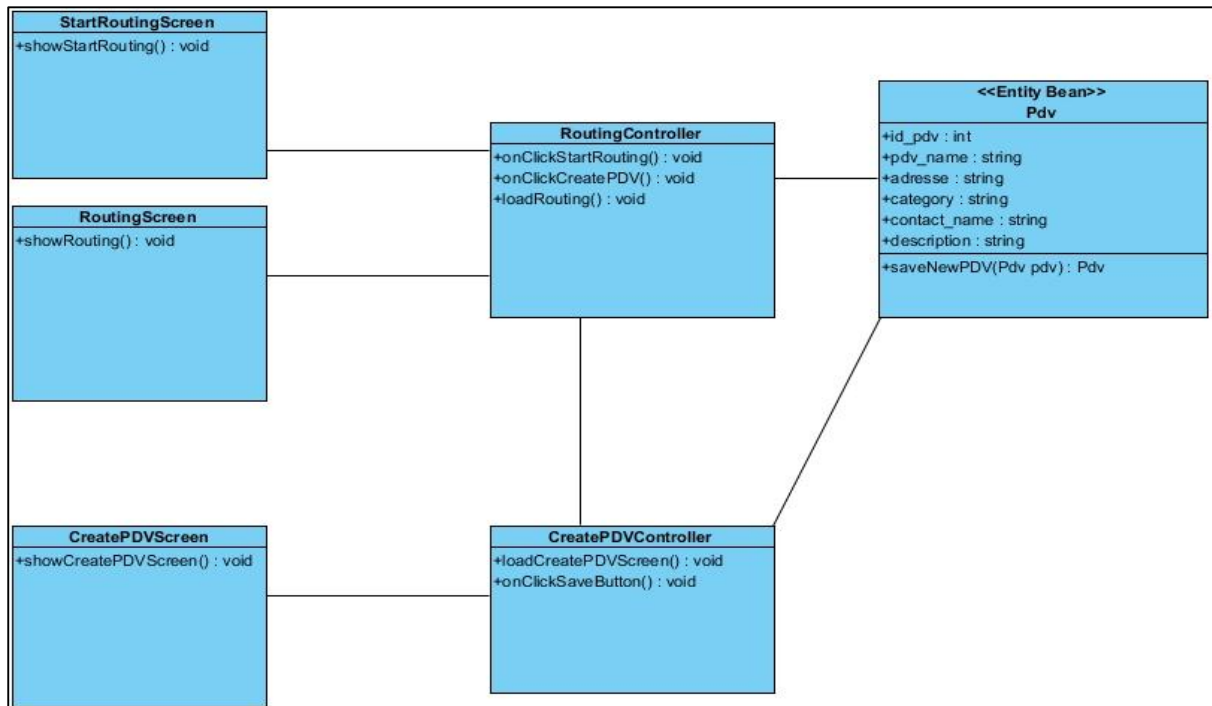 StartRoutingScreen
+showStartRouting() : void
RoutingScreen
+showRouting() : void
CreatePDVScreen
+showCreatePDVScreen() : void
RoutingController
+onClickStartRouting() : void
+onClickCreatePDV() : void
+loadRouting() : void
CreatePDVController
+loadCreatePDVScreen() : void
+onClickSaveButton() : void
<<Entity Bean>>
Pdv
+id_pdv : int
+pdv_name : string
+adresse : string
+category : string
+contact_name : string
+description : string
+saveNewPDV(Pdv pdv) : Pdv